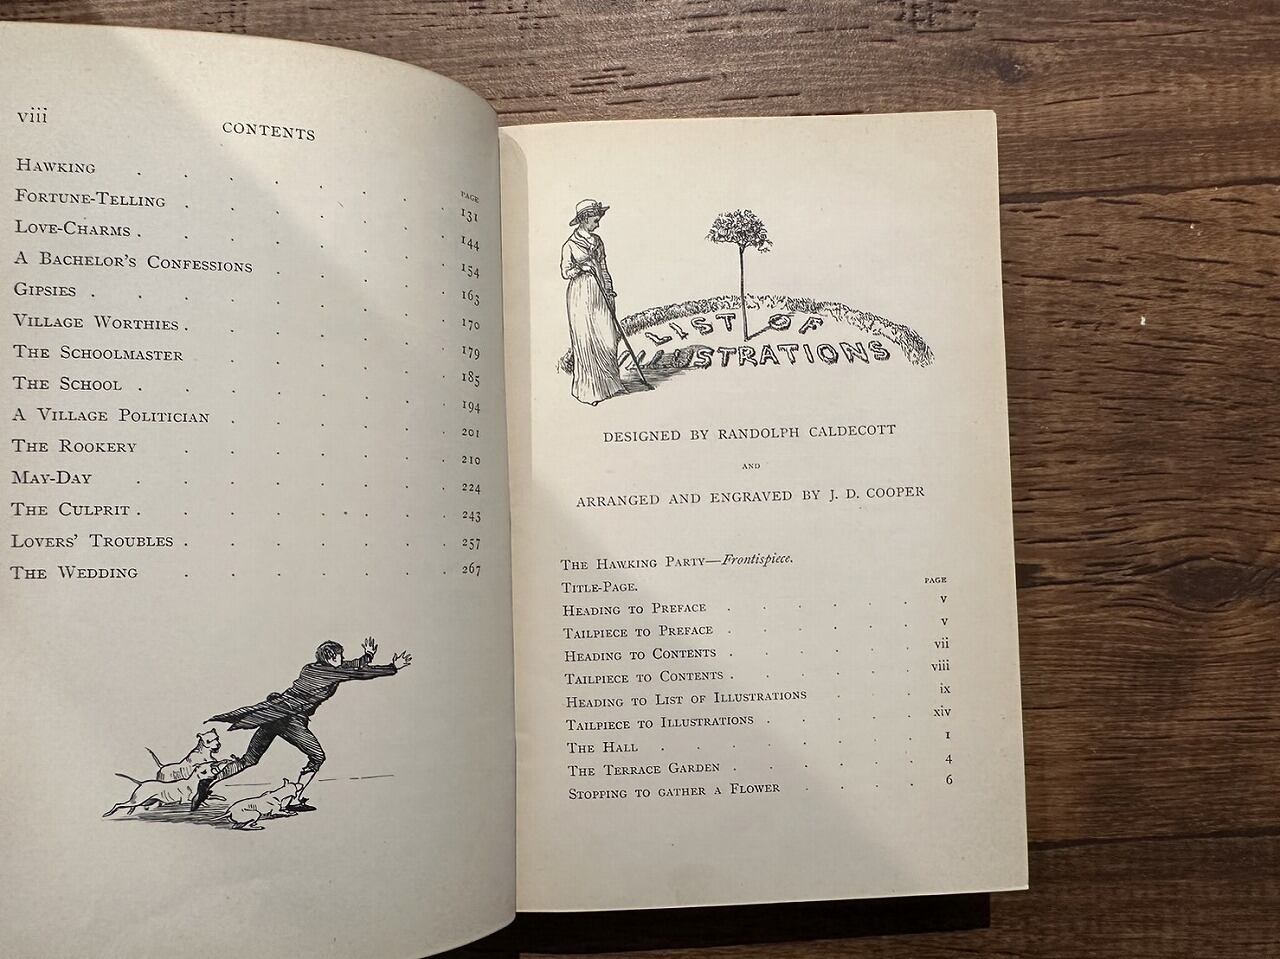 viii
CONTENTS
PAGE
HAWKING . . . . . . . 131
FORTUNE-TELLING . . . . . . . 144
LOVE-CHARMS . . . . . . . . 154
A BACHELOR'S CONFESSIONS . . . . . 163
GIPSIES . . . . . . . . . 170
VILLAGE WORTHIES . . . . . . . 179
THE SCHOOLMASTER . . . . . . 185
THE SCHOOL . . . . . . . . 194
A VILLAGE POLITICIAN . . . . . . 201
THE ROOKERY . . . . . . . 210
MAY-DAY . . . . . . . . 224
THE CULPRIT . . . . . . . . 243
LOVERS' TROUBLES . . . . . . . 257
THE WEDDING . . . . . . . 267
LIST OF
ILLUSTRATIONS
DESIGNED BY RANDOLPH CALDECOTT
AND
ARRANGED AND ENGRAVED BY J. D. COOPER
THE HAWKING PARTY—Frontispiece.
TITLE-PAGE.
PAGE
HEADING TO PREFACE . . . . . . v
TAILPIECE TO PREFACE . . . . . . v
HEADING TO CONTENTS . . . . . . vii
TAILPIECE TO CONTENTS . . . . . . viii
HEADING TO LIST OF ILLUSTRATIONS . . . ix
TAILPIECE TO ILLUSTRATIONS . . . . . xiv
THE HALL . . . . . . . . 1
THE TERRACE GARDEN . . . . . . 4
STOPPING TO GATHER A FLOWER . . . . 6